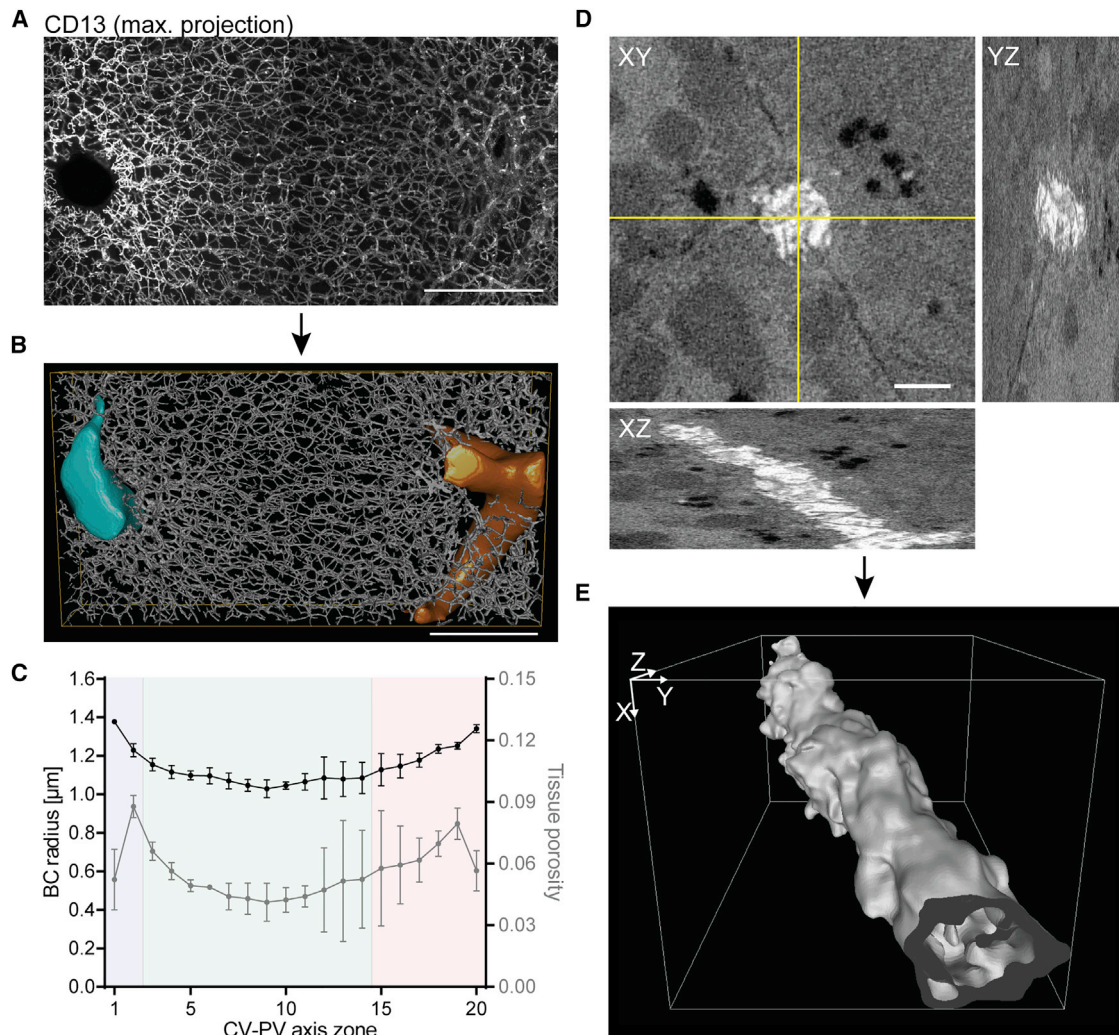 A
CD13 (max. projection)
B
C
1.6
1.4
1.2
1.0
0.8
0.6
0.4
0.2
0.0
BC radius [µm]
0.15
0.12
0.09
0.06
0.03
0.00
Tissue porosity
1
5
10
15
20
CV-PV axis zone
D
XY
YZ
XZ
E
Z
Y
X